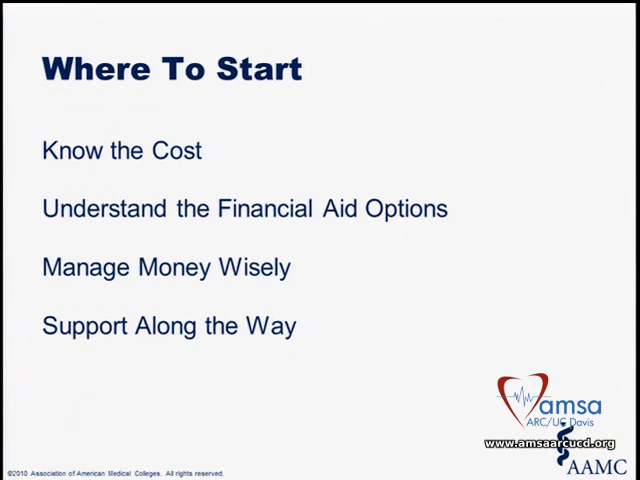 Where To Start
Know the Cost
Understand the Financial Aid Options
Manage Money Wisely
Support Along the Way
amsa
ARC/UC Davis
www.amsaarcucd.org
AAMC
©2010 Association of American Medical Colleges. All rights reserved.